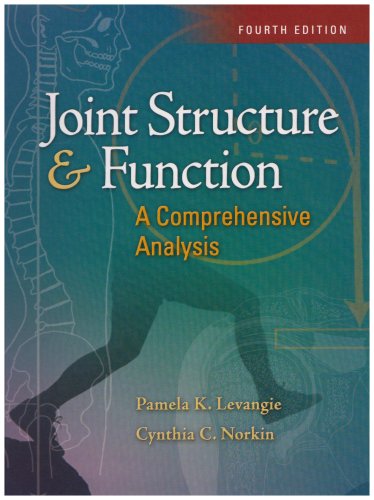 FOURTH EDITION
Joint Structure
& Function
A Comprehensive
Analysis
Pamela K. Levangie
Cynthia C. Norkin